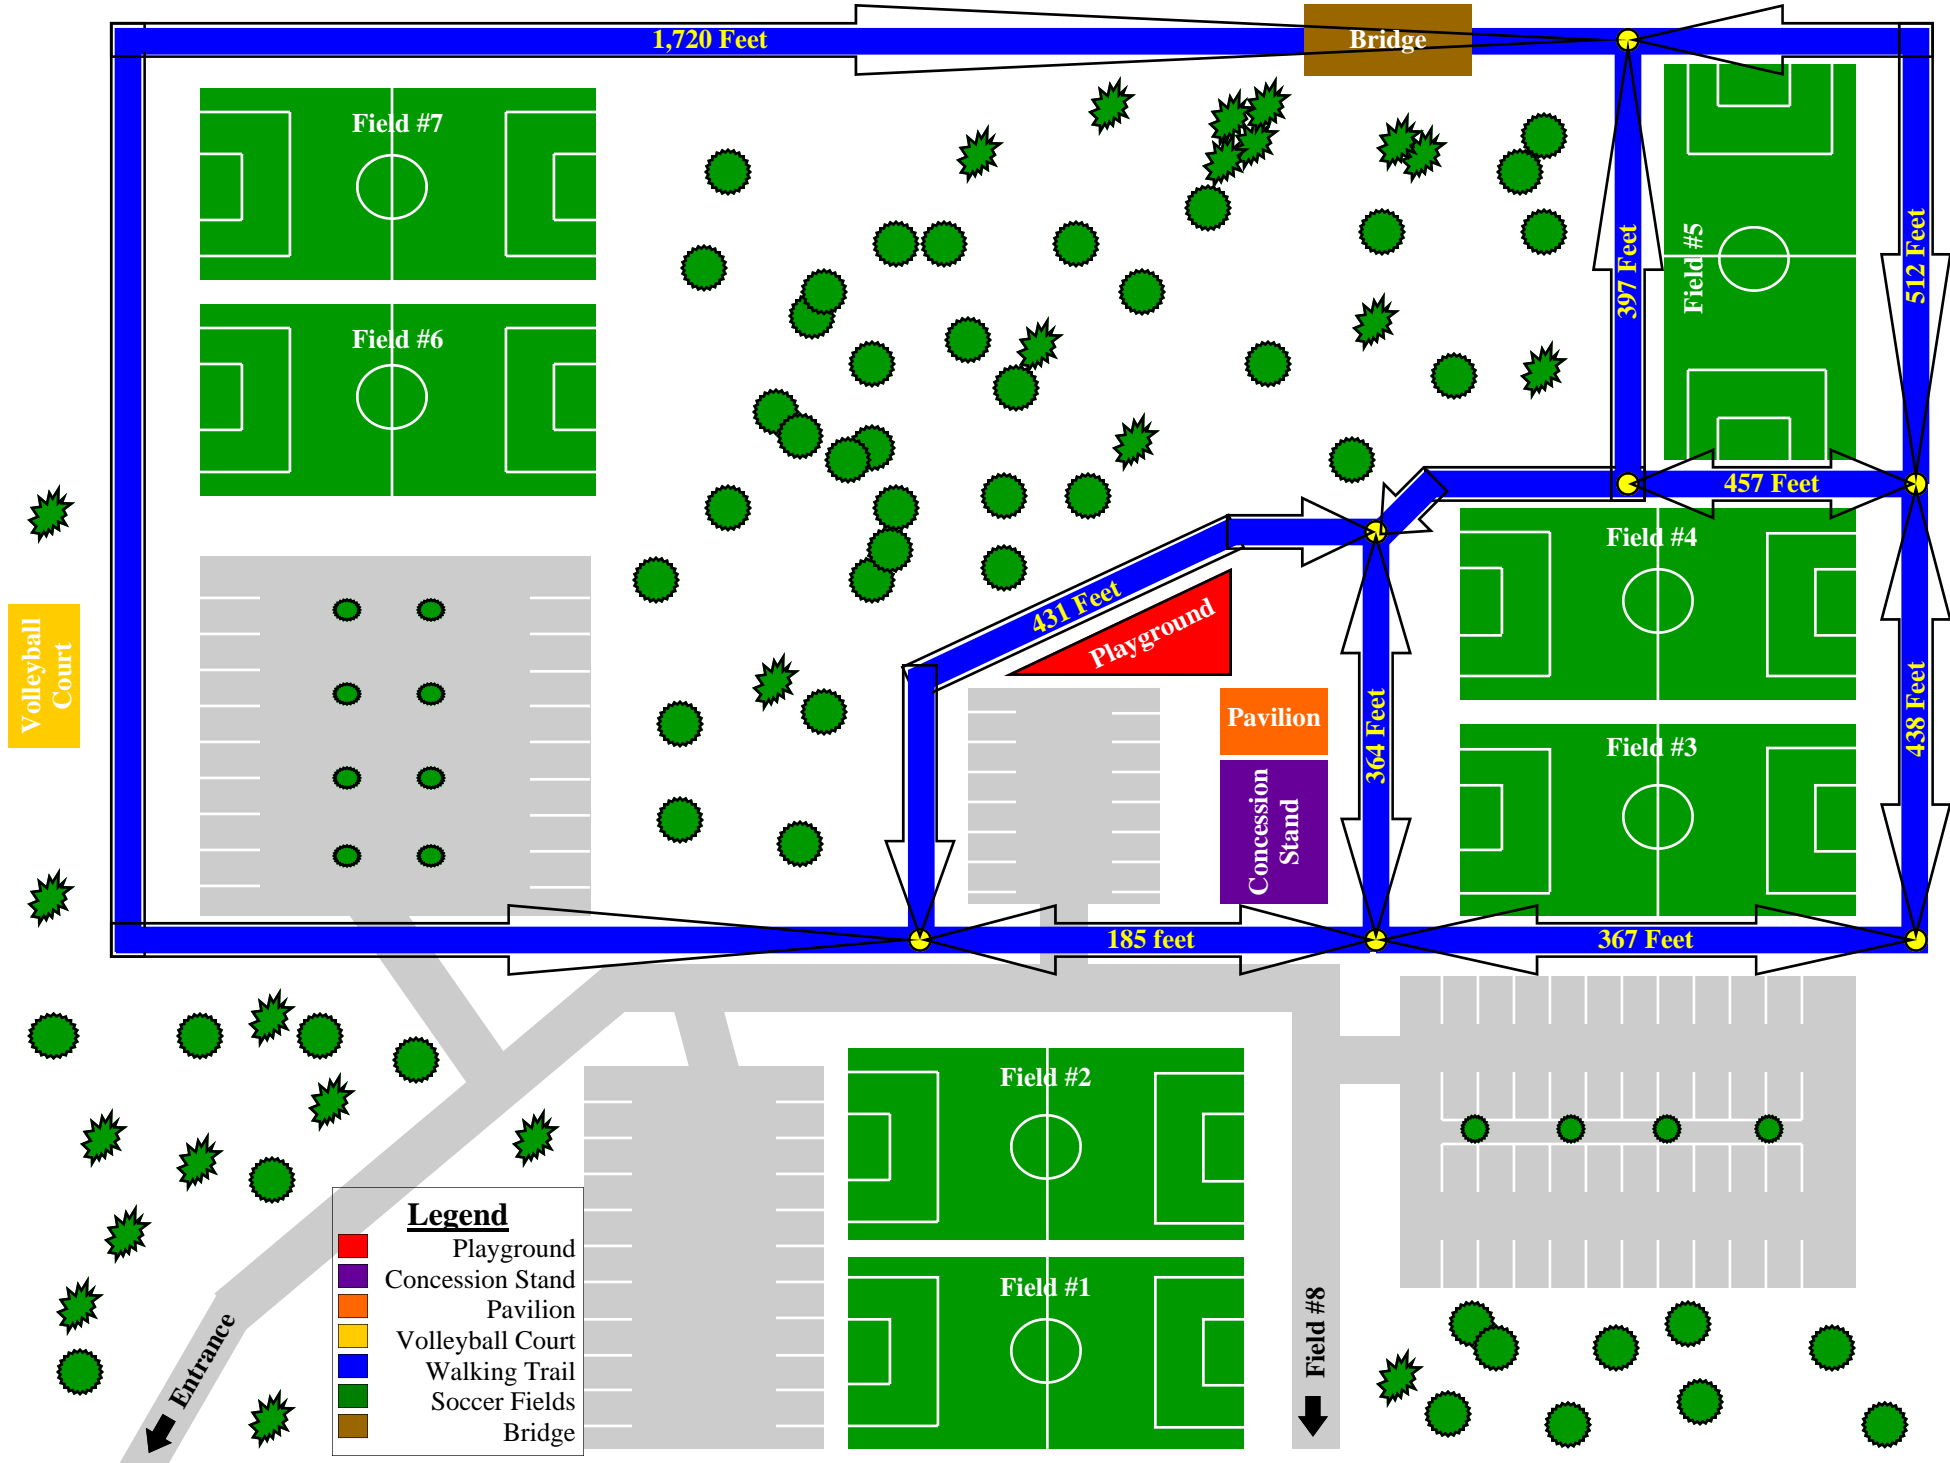 1,720 Feet
Bridge
Field #7
Field #6
Field #5
397 Feet
512 Feet
457 Feet
Field #4
431 Feet
Playground
Volleyball
Court
Pavilion
Concession
Stand
364 Feet
Field #3
438 Feet
185 feet
367 Feet
Field #2
Field #1
Field #8
Entrance
Legend
Playground
Concession Stand
Pavilion
Volleyball Court
Walking Trail
Soccer Fields
Bridge